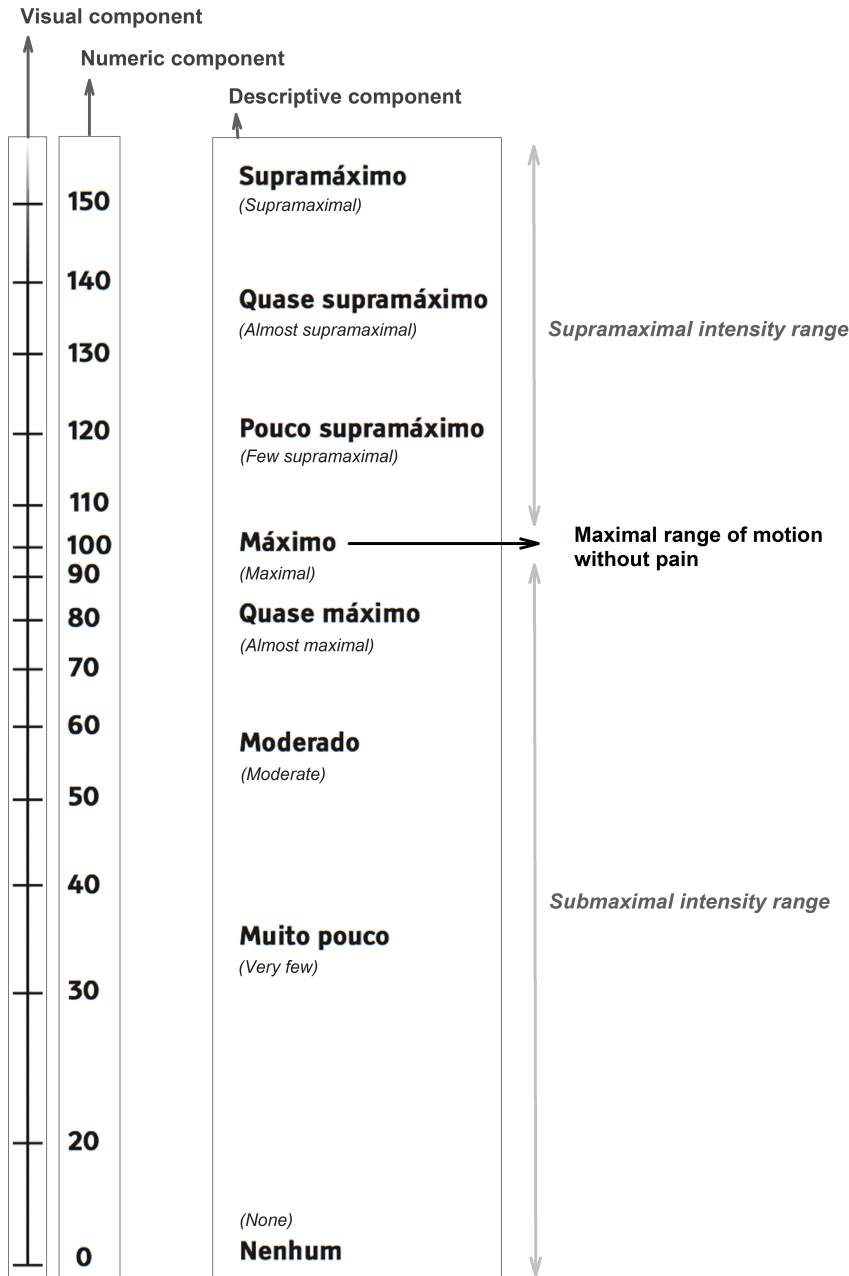 Visual component
Numeric component
Descriptive component
Supramáximo
150
(Supramaximal)
140
Quase supramáximo
(Almost supramaximal)
Supramaximal intensity range
130
Pouco supramáximo
120
(Few supramaximal)
110
Máximo
Maximal range of motion
without pain
100
(Maximal)
90
Quase máximo
80
(Almost maximal)
70
60
Moderado
(Moderate)
50
40
Submaximal intensity range
Muito pouco
(Very few)
30
20
(None)
Nenhum
0